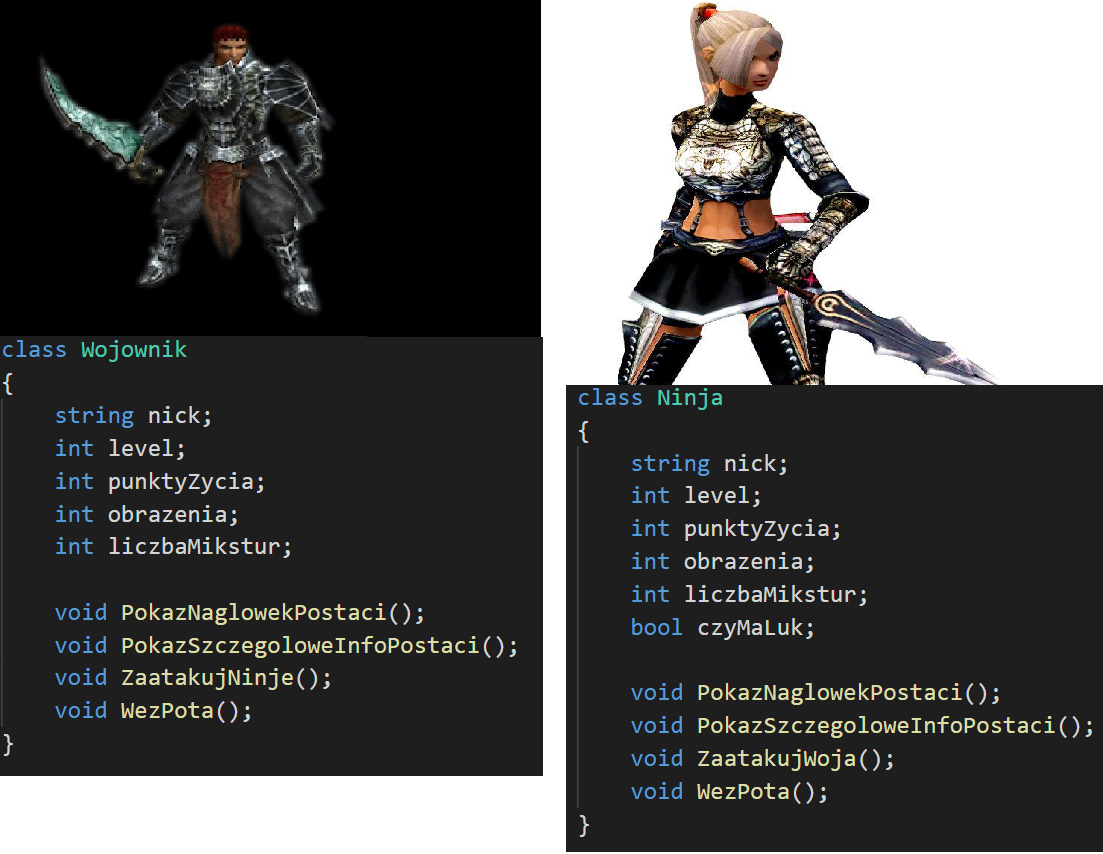 class Wojownik
{
    string nick;
    int level;
    int punktyZycia;
    int obrazenia;
    int liczbaMikstur;

    void PokazNaglowekPostaci();
    void PokazSzczegoloweInfoPostaci();
    void ZaatakujNinje();
    void WezPota();
}
class Ninja
{
    string nick;
    int level;
    int punktyZycia;
    int obrazenia;
    int liczbaMikstur;
    bool czyMaLuk;

    void PokazNaglowekPostaci();
    void PokazSzczegoloweInfoPostaci();
    void ZaatakujWoja();
    void WezPota();
}